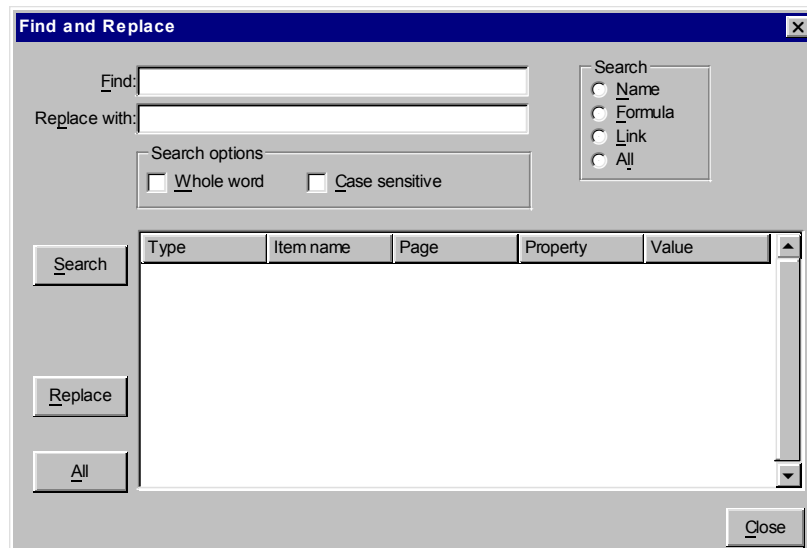 Find and Replace
Find:
Replace with:
Search options
Whole word
Case sensitive
Search
Name
Formula
Link
All
Type Item name Page Property Value
Search
Replace
All
Close